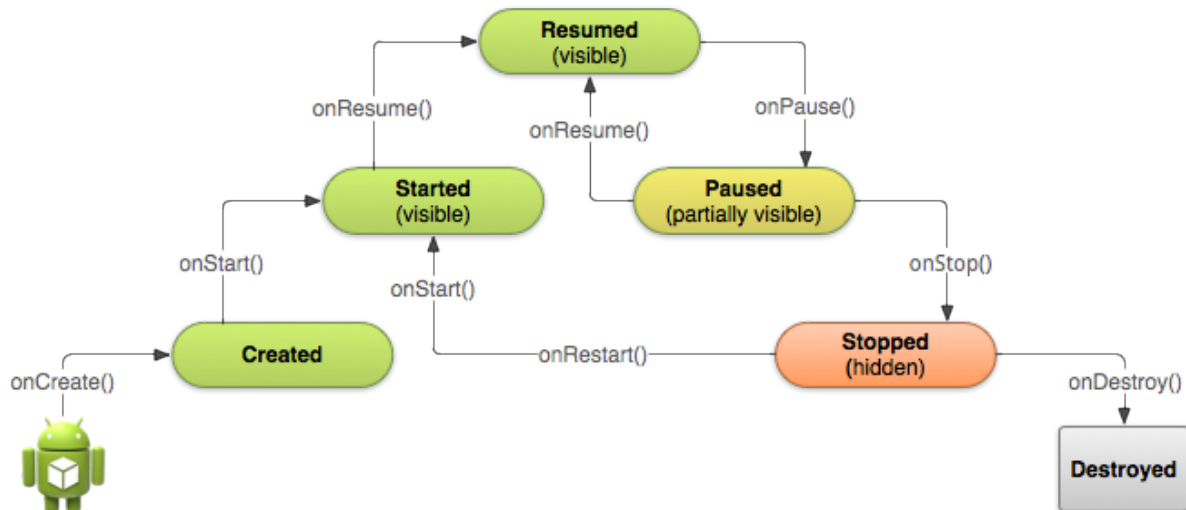 Resumed
(visible)
onResume()
onResume()
onPause()
Started
(visible)
Paused
(partially visible)
onStart()
onStart()
onStop()
Created
onRestart()
Stopped
(hidden)
onCreate()
onDestroy()
Destroyed